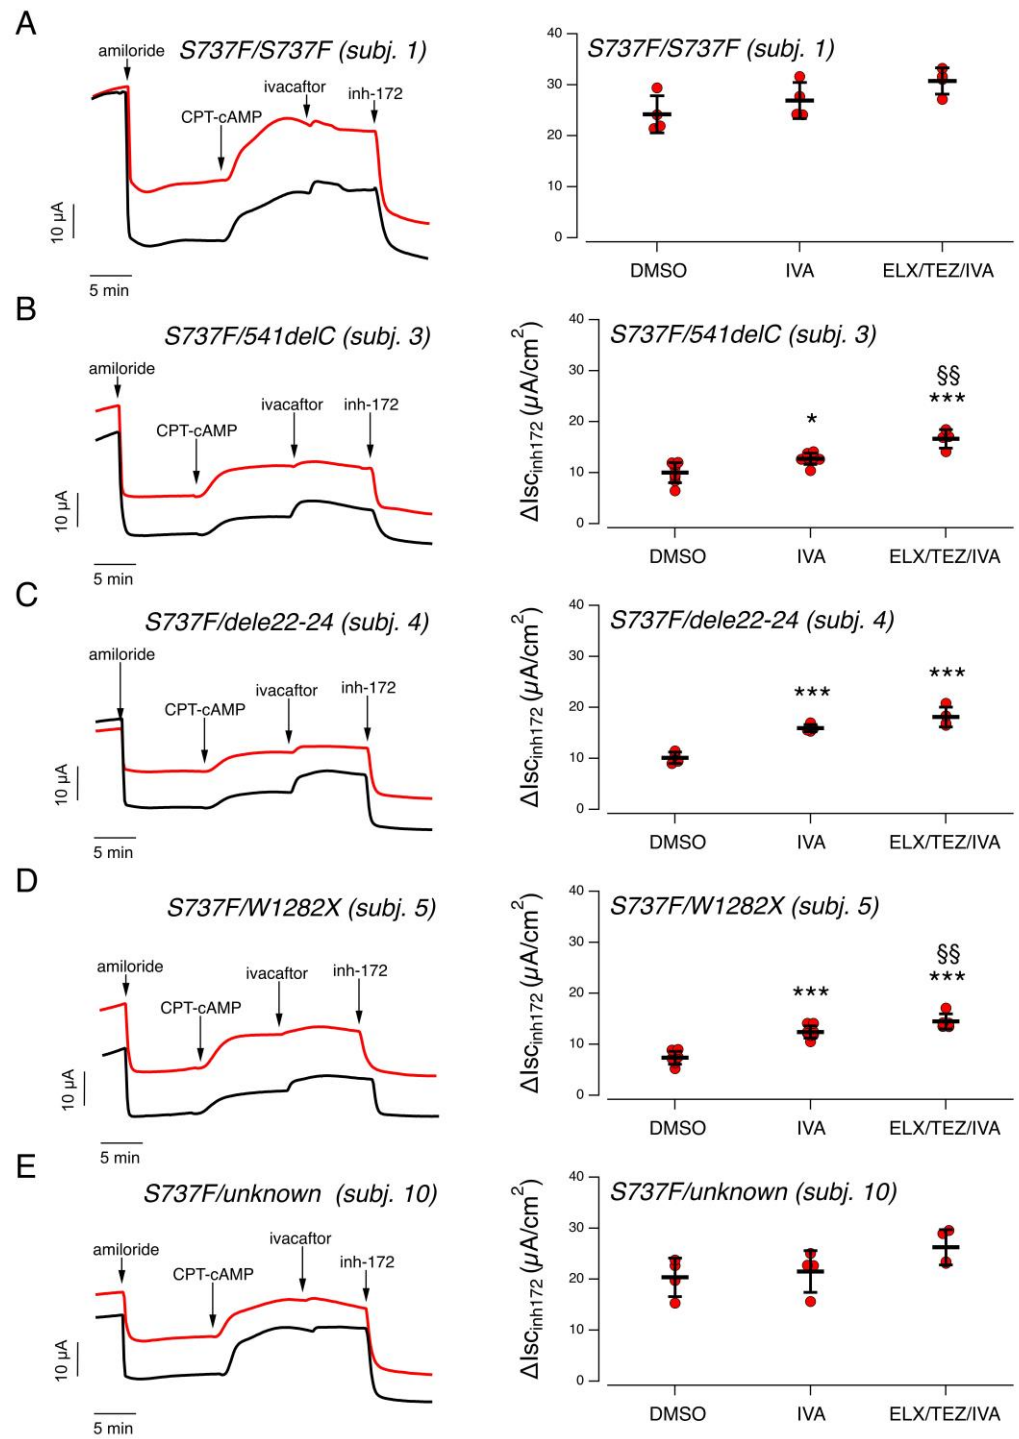 A
S737F/S737F (subj. 1)
amiloride
ivacaftor
inh-172
CPT-cAMP
10 µA
5 min
S737F/S737F (subj. 1)
40
30
20
10
0
DMSO IVA ELX/TEZ/IVA
B
S737F/541delC (subj. 3)
amiloride
ivacaftor inh-172
CPT-cAMP
10 µA
5 min
S737F/541delC (subj. 3)
ΔIscinh172 (µA/cm2)
40
30
20
10
0
*
§§
***
DMSO IVA ELX/TEZ/IVA
C
S737F/dele22-24 (subj. 4)
amiloride
ivacaftor inh-172
CPT-cAMP
10 µA
5 min
S737F/dele22-24 (subj. 4)
ΔIscinh172 (µA/cm2)
40
30
20
10
0
***
***
DMSO IVA ELX/TEZ/IVA
D
S737F/W1282X (subj. 5)
amiloride
ivacaftor inh-172
CPT-cAMP
10 µA
5 min
S737F/W1282X (subj. 5)
ΔIscinh172 (µA/cm2)
40
30
20
10
0
***
§§
***
DMSO IVA ELX/TEZ/IVA
E
S737F/unknown (subj. 10)
amiloride
ivacaftor
inh-172
CPT-cAMP
10 µA
5 min
S737F/unknown (subj. 10)
ΔIscinh172 (µA/cm2)
40
30
20
10
0
DMSO IVA ELX/TEZ/IVA